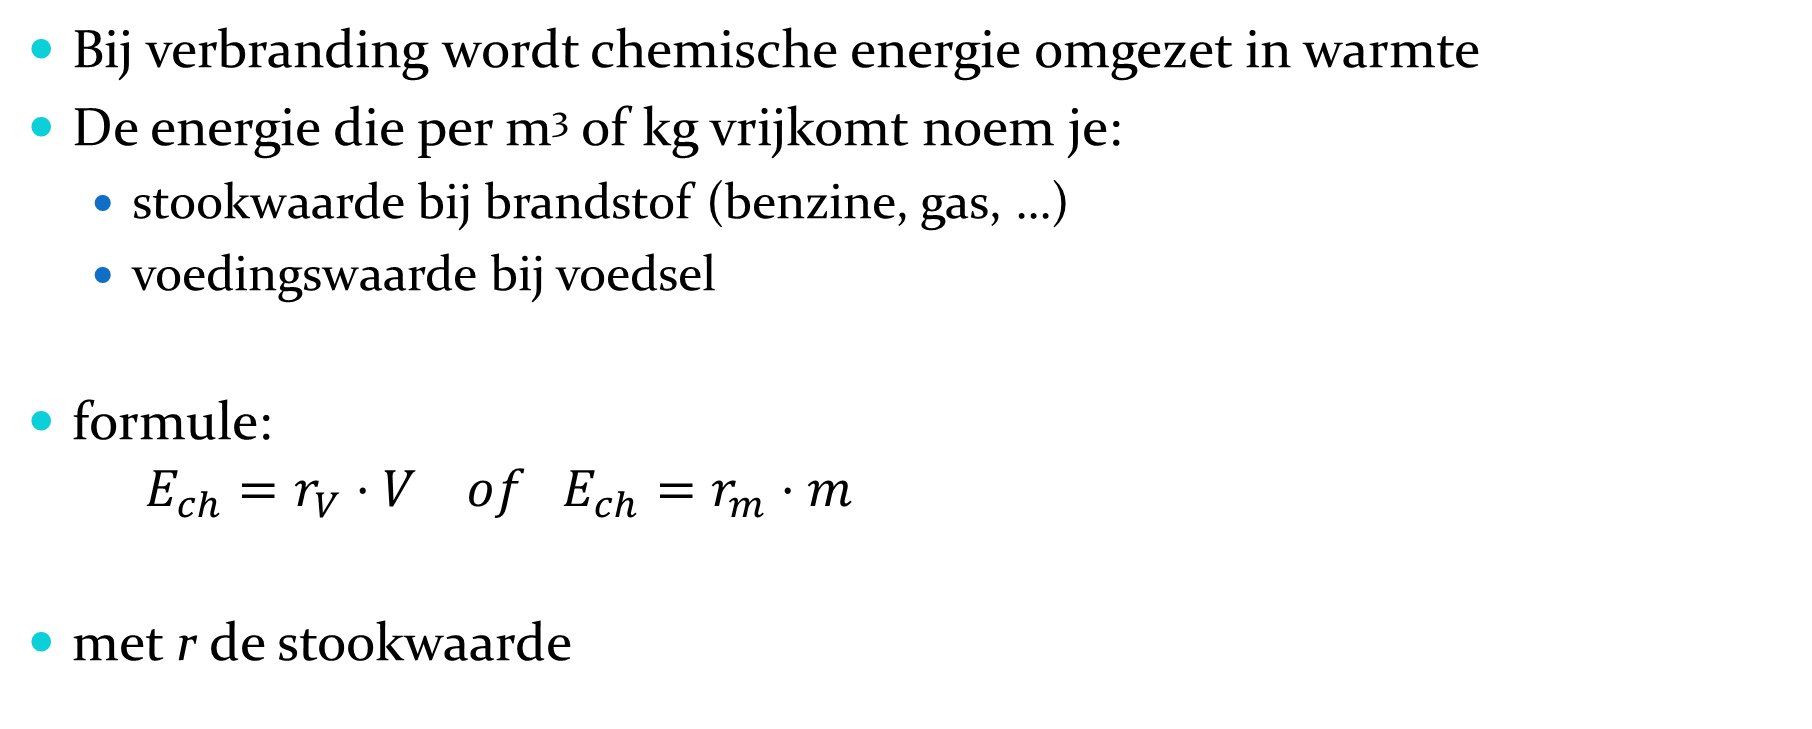 • Bij verbranding wordt chemische energie omgezet in warmte
• De energie die per m³ of kg vrijkomt noem je:
• stookwaarde bij brandstof (benzine, gas, ...)
• voedingswaarde bij voedsel
• formule:
E_ch = r_V · V of E_ch = r_m · m
• met r de stookwaarde